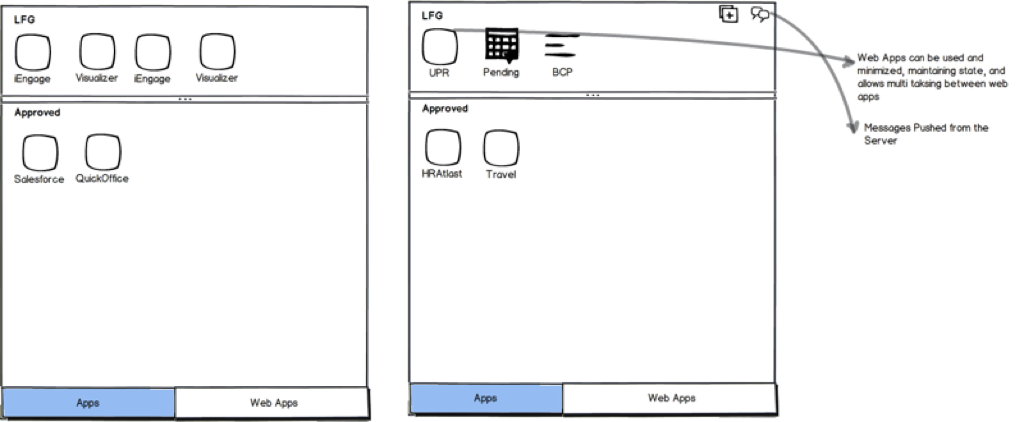 LFG
iEngage Visualizer iEngage Visualizer
Approved
Salesforce QuickOffice
Apps Web Apps
LFG
UPR Pending BCP
Approved
HRAtlast Travel
Apps Web Apps
Web Apps can be used and
minimized, maintaining state, and
allows multi taksing between web
apps
Messages Pushed from the
Server